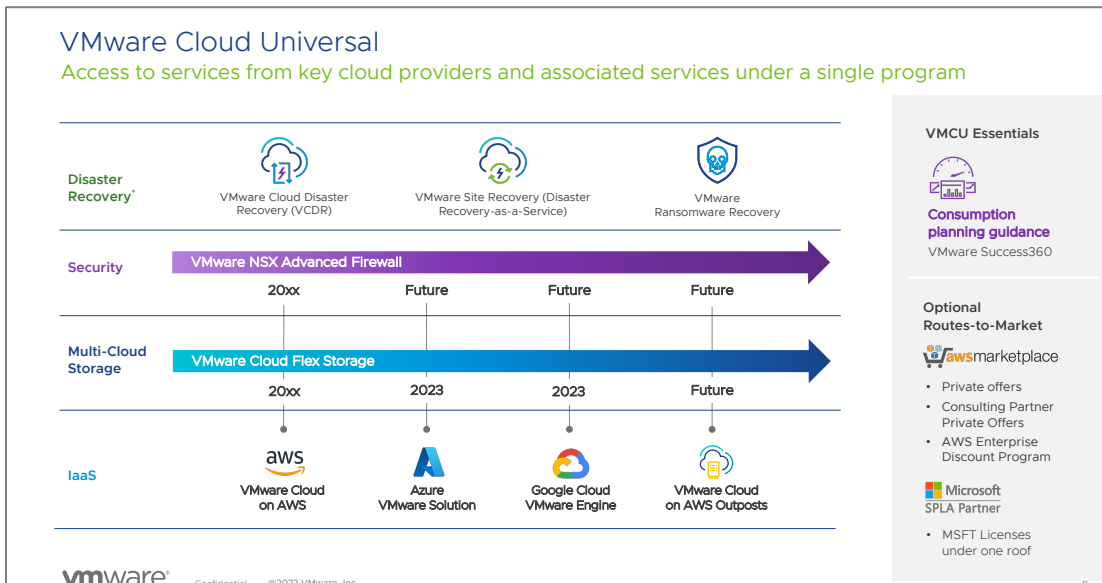 VMware Cloud Universal
Access to services from key cloud providers and associated services under a single program
Disaster
Recovery*
VMware Cloud Disaster
Recovery (VCDR)
VMware Site Recovery (Disaster
Recovery-as-a-Service)
VMware
Ransomware Recovery
Security
VMware NSX Advanced Firewall
20xx
Future
Future
Future
Multi-Cloud
Storage
VMware Cloud Flex Storage
20xx
2023
2023
Future
IaaS
aws
VMware Cloud
on AWS
Azure
VMware Solution
Google Cloud
VMware Engine
VMware Cloud
on AWS Outposts
VMCU Essentials
Consumption
planning guidance
VMware Success360
Optional
Routes-to-Market
awsmarketplace
• Private offers
• Consulting Partner
Private Offers
• AWS Enterprise
Discount Program
Microsoft
SPLA Partner
• MSFT Licenses
under one roof
vmware®
Confidential
©2022 VMware, Inc.